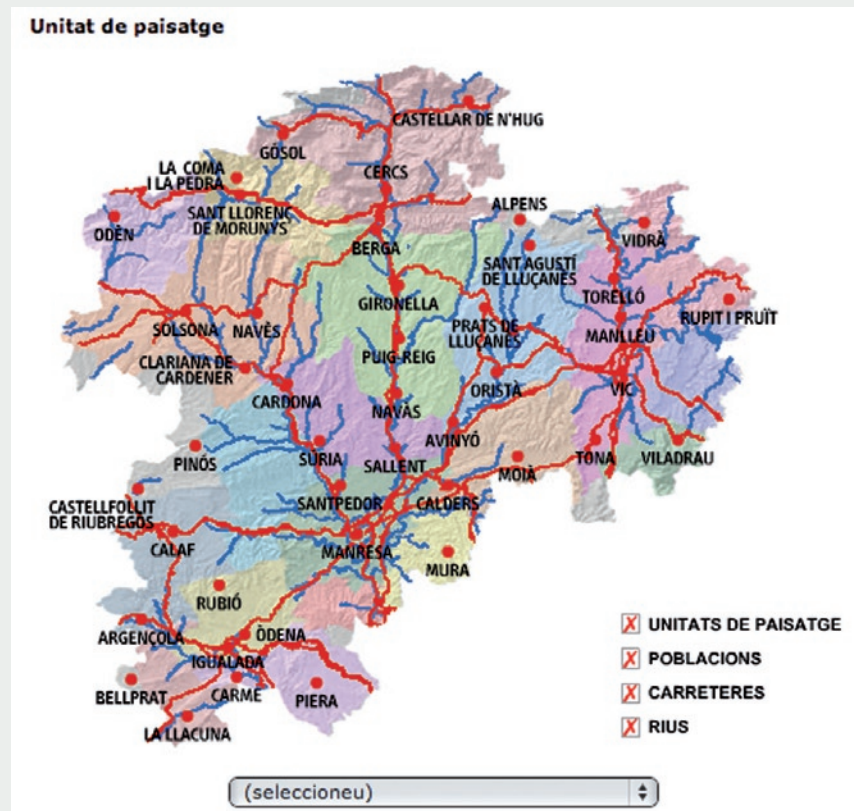 Unitat de paisatge
CASTELLAR DE N'HUG
GÓSOL
LA COMA
I LA PEDRA
CERCS
SANT LLORENÇ
DE MORUNYS
ALPENS
ODÈN
VIDRÀ
BERGA
SANT AGUSTÍ
DE LLUÇANÈS
GIRONELLA
TORELLÓ
RUPIT I PRUÏT
SOLSONA
NAVÈS
PRATS DE
LLUÇANÈS
MANLLEU
PUIG-REIG
CLARIANA DE
CARDENER
ORISTÀ
VIC
CARDONA
NAVÀS
AVINYÓ
PINÓS
SÚRIA
SALLENT
TONA
VILADRAU
MOIÀ
CASTELLFOLLIT
DE RIUBREGÓS
SANTPEDOR
CALDERS
CALAF
MANRESA
MURA
RUBIÓ
ARGENÇOLA
ÒDENA
UNITATS DE PAISATGE
IGUALADA
POBLACIONS
BELLPRAT
CARME
PIERA
CARRETERES
LA LLACUNA
RIUS
(seleccioneu)